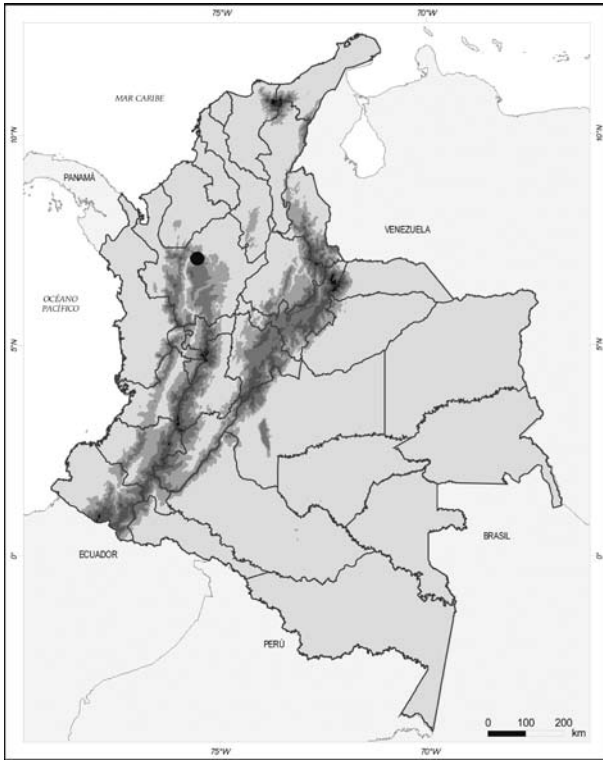 75°W
70°W
MAR CARIBE
10°N
10°N
PANAMÁ
VENEZUELA
OCÉANO
PACÍFICO
5°N
5°N
ECUADOR
BRASIL
0°
0°
PERÚ
0 100 200
km
75°W
70°W